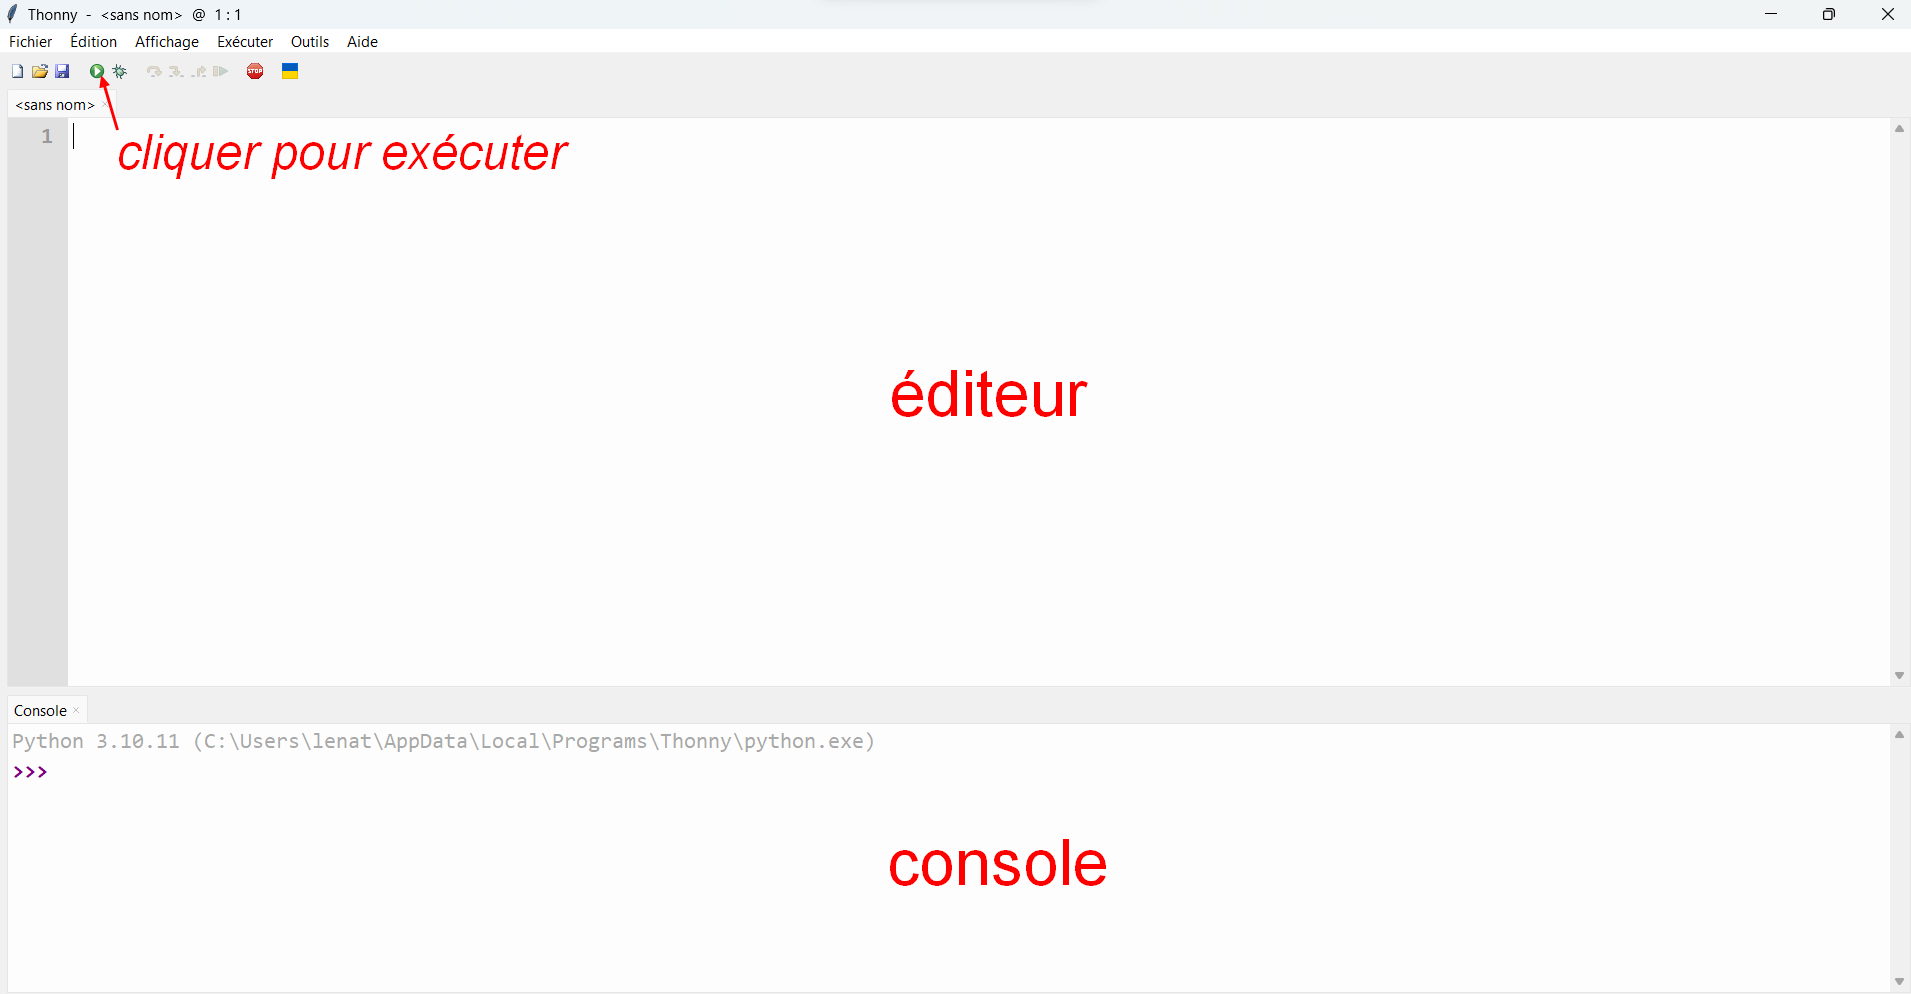 Thonny - <sans nom> @ 1 : 1
Fichier Édition Affichage Exécuter Outils Aide
STOP
<sans nom> ×
1
cliquer pour exécuter
éditeur
Console ×
Python 3.10.11 (C:\Users\lenat\AppData\Local\Programs\Thonny\python.exe)
>>>
console